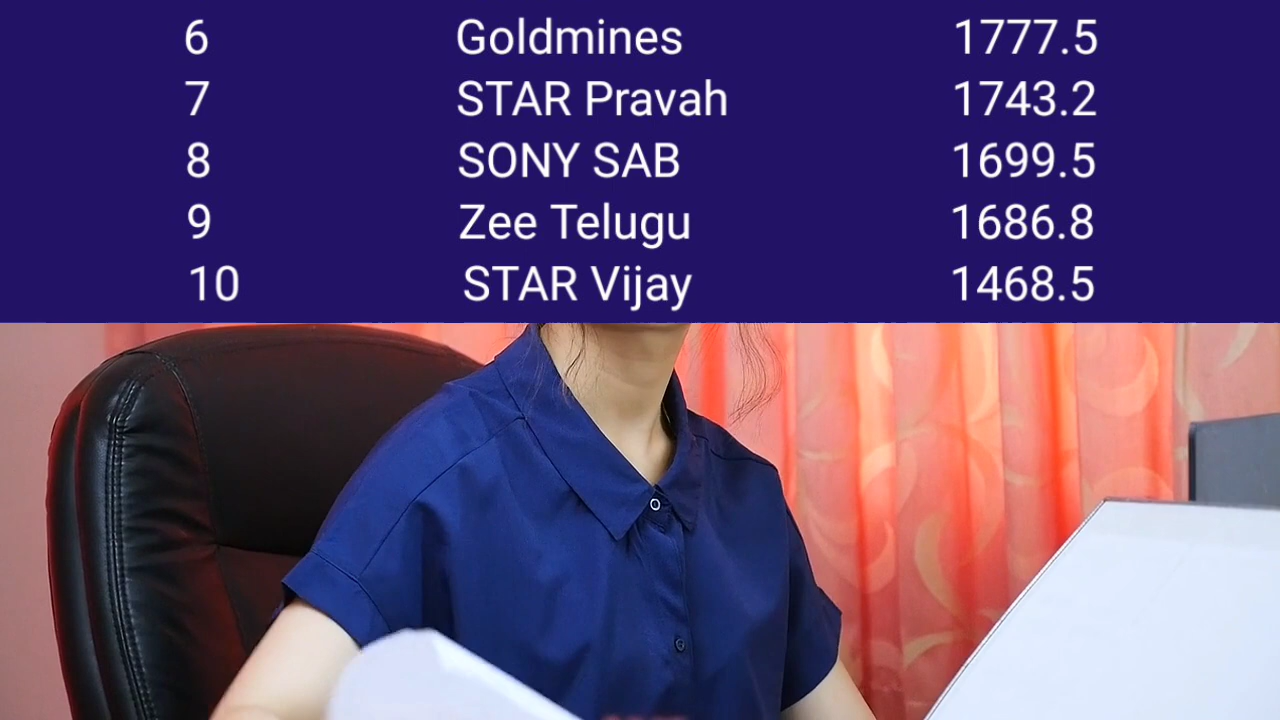 6 Goldmines 1777.5
7 STAR Pravah 1743.2
8 SONY SAB 1699.5
9 Zee Telugu 1686.8
10 STAR Vijay 1468.5